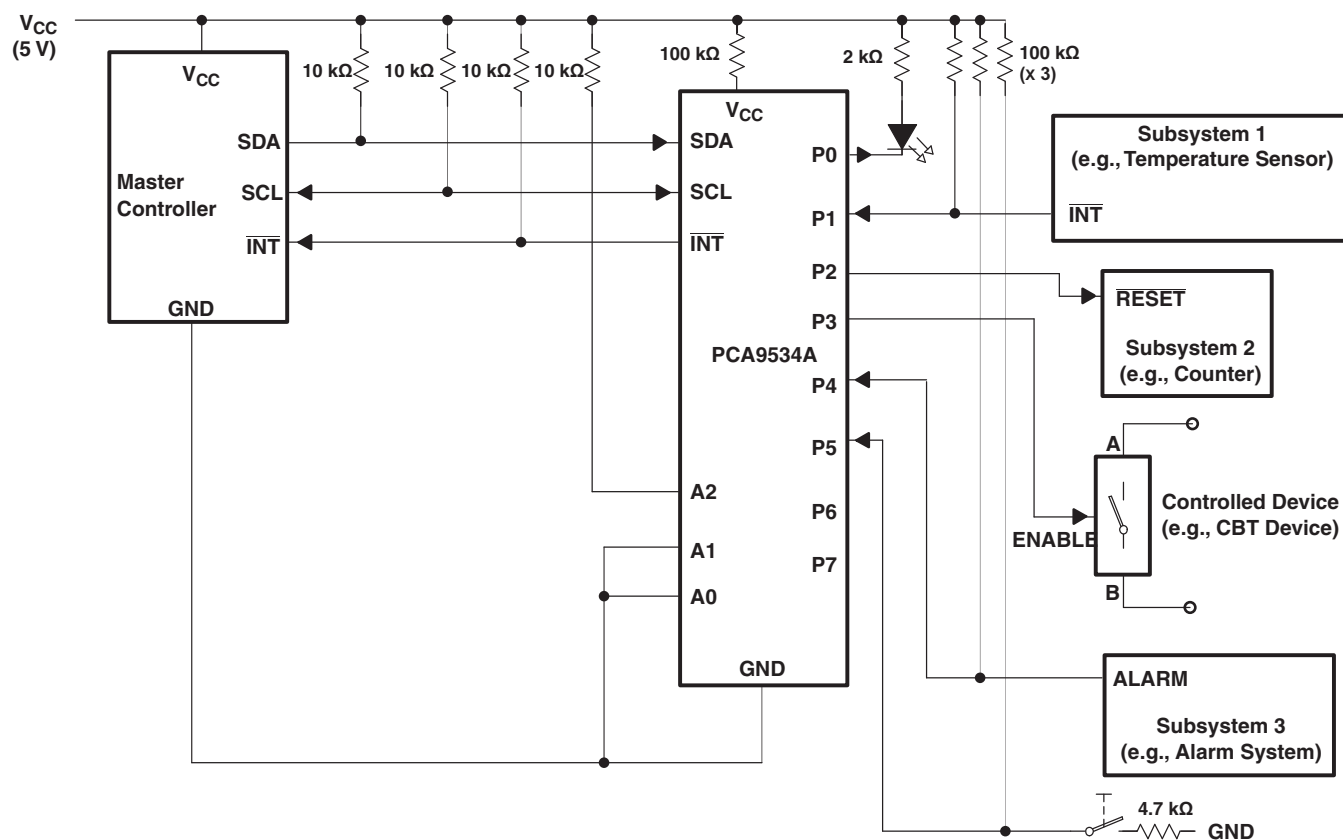 VCC
(5 V)
VCC
SDA
Master
Controller
SCL
INT
GND
10 kΩ
10 kΩ
10 kΩ
10 kΩ
100 kΩ
2 kΩ
100 kΩ
(x 3)
VCC
SDA
SCL
INT
PCA9534A
A2
A1
A0
GND
P0
P1
P2
P3
P4
P5
P6
P7
Subsystem 1
(e.g., Temperature Sensor)
INT
RESET
Subsystem 2
(e.g., Counter)
A
Controlled Device
(e.g., CBT Device)
ENABLE
B
ALARM
Subsystem 3
(e.g., Alarm System)
4.7 kΩ
GND